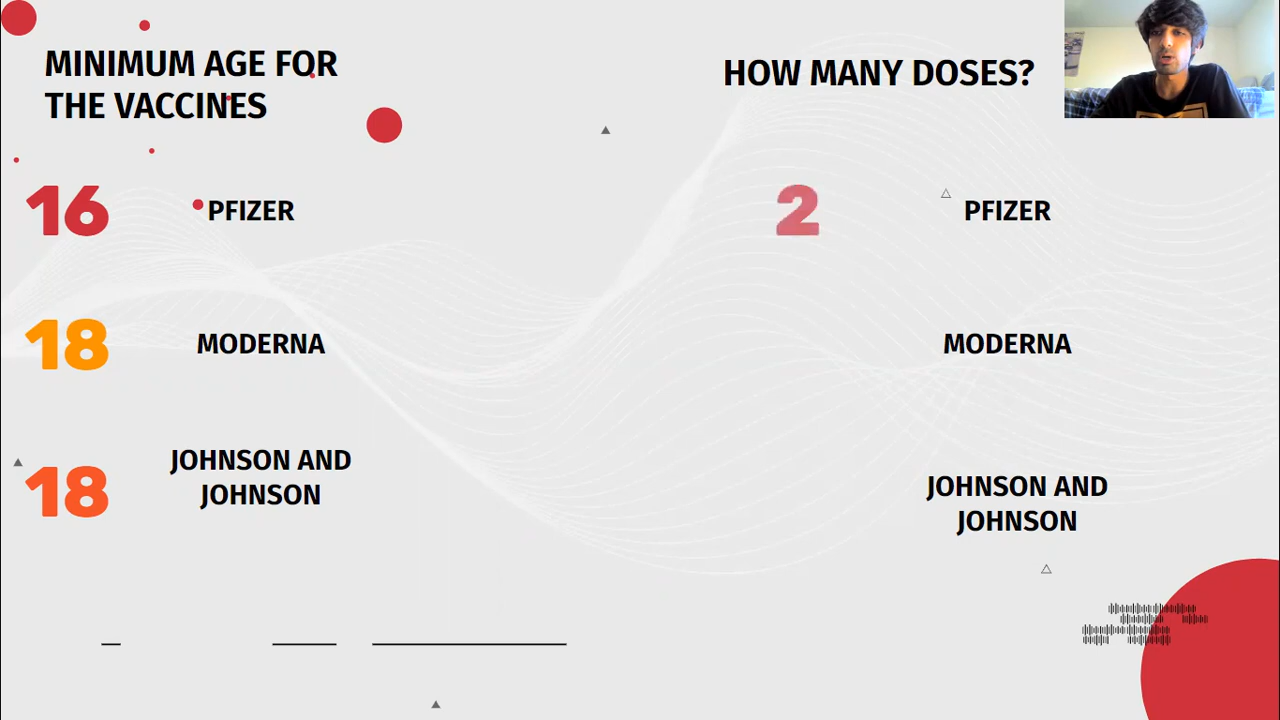 MINIMUM AGE FOR
THE VACCINES
16 PFIZER
18 MODERNA
18 JOHNSON AND
JOHNSON
HOW MANY DOSES?
2 PFIZER
MODERNA
JOHNSON AND
JOHNSON